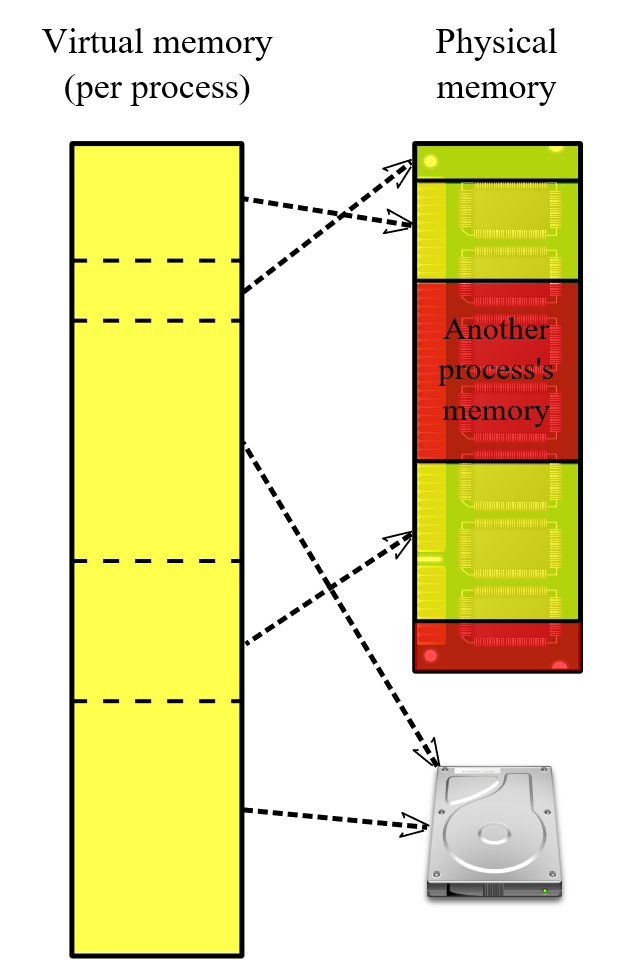 Virtual memory
(per process)
Physical
memory
Another
process's
memory